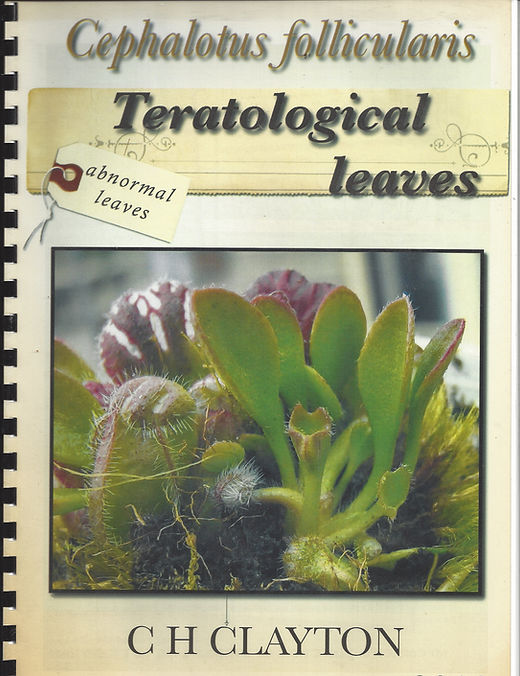 Cephalotus follicularis
Teratological
leaves
abnormal
leaves
C H CLAYTON